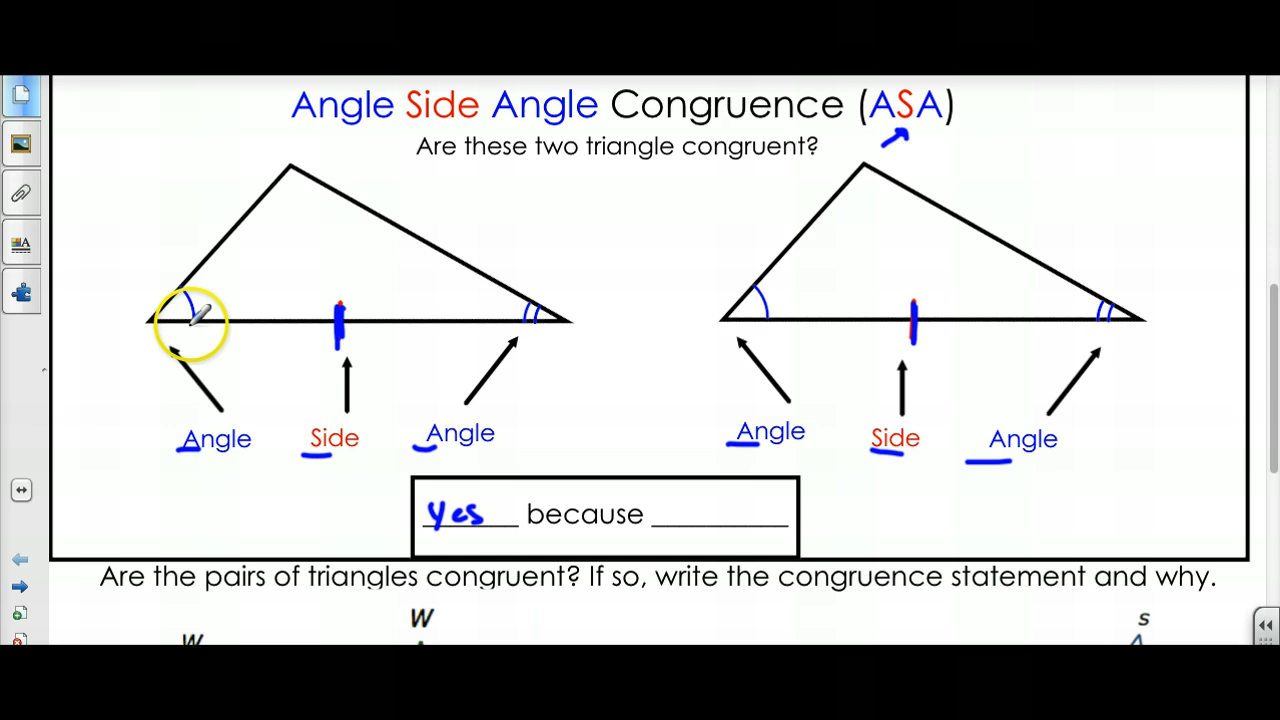 Angle Side Angle Congruence (ASA)
Are these two triangle congruent?
Angle Side Angle
Angle Side Angle
yes because
Are the pairs of triangles congruent? If so, write the congruence statement and why.
W
W
s